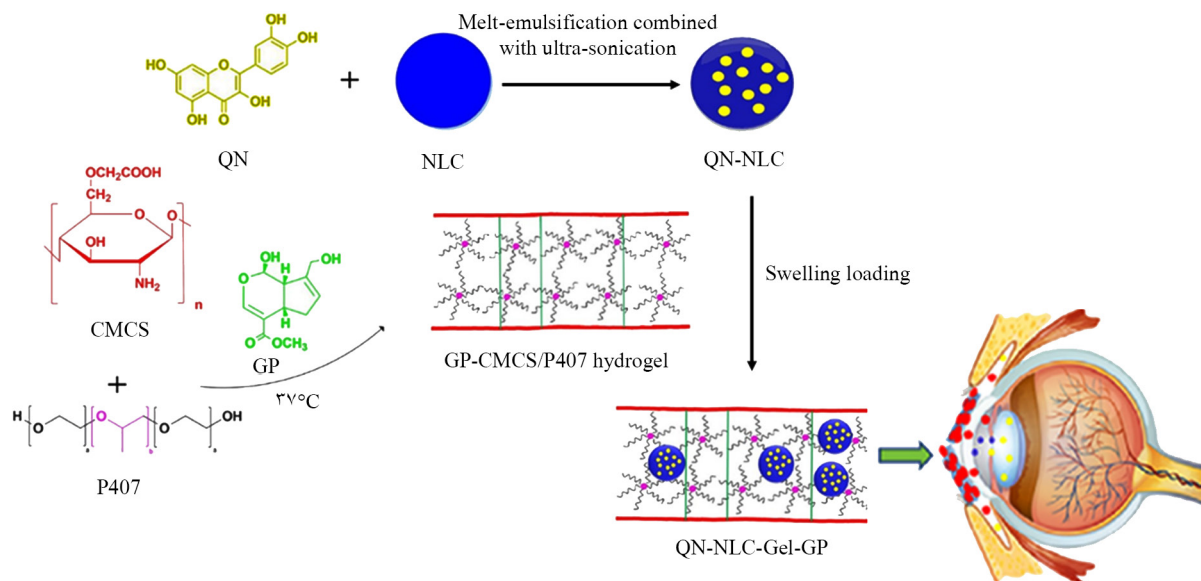 Melt-emulsification combined
with ultra-sonication
OH
OH
HO
O
OH
OH
O
+
QN
NLC
QN-NLC
OCH₂COOH
CH₂
O
O
OH
NH₂
n
CMCS
OH
OH
H
O
H
O
OCH₃
GP
۳۷°C
GP-CMCS/P407 hydrogel
Swelling loading
+
H
O
O
O
OH
a
b
a
P407
QN-NLC-Gel-GP